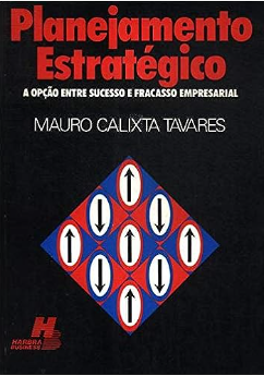 Planejamento
Estratégico
A OPÇÃO ENTRE SUCESSO E FRACASSO EMPRESARIAL
MAURO CALIXTA TAVARES
H
HARBRA
BUSINESS